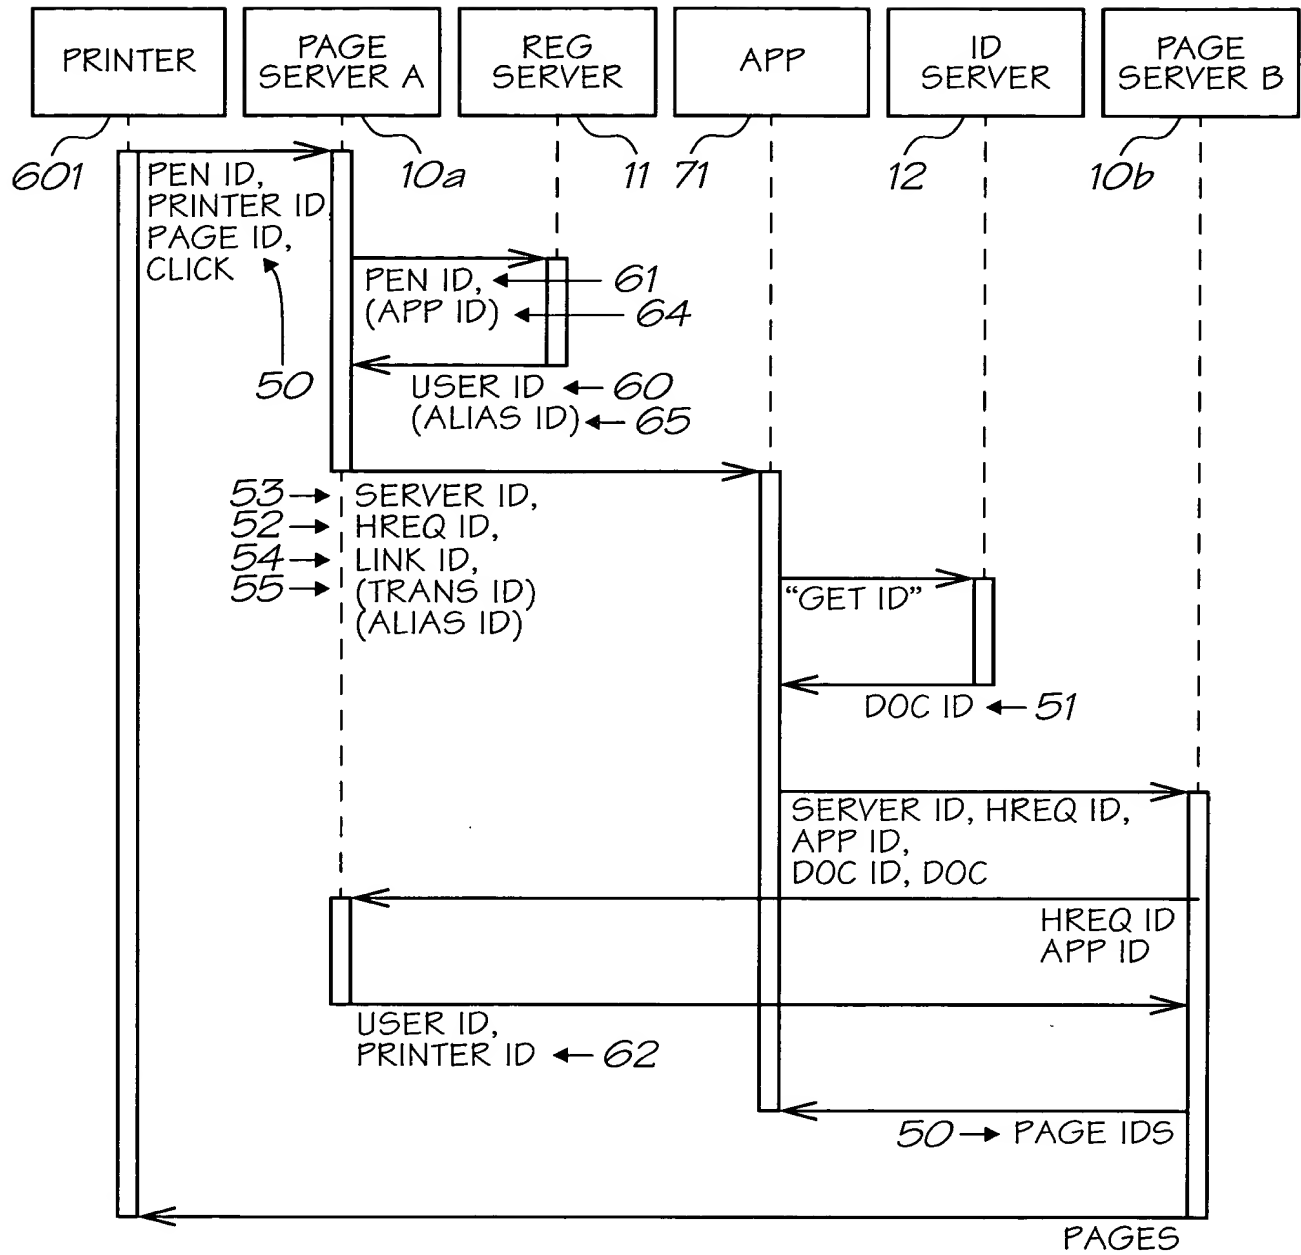 PRINTER
PAGE
SERVER A
REG
SERVER
APP
ID
SERVER
PAGE
SERVER B
601
10a
11
71
12
10b
PEN ID,
PRINTER ID
PAGE ID,
CLICK
50
PEN ID,
61
(APP ID)
64
USER ID
60
(ALIAS ID)
65
53
SERVER ID,
52
HREQ ID,
54
LINK ID,
55
(TRANS ID)
(ALIAS ID)
“GET ID”
DOC ID
51
SERVER ID, HREQ ID,
APP ID,
DOC ID, DOC
HREQ ID
APP ID
USER ID,
PRINTER ID
62
50
PAGE IDS
PAGES